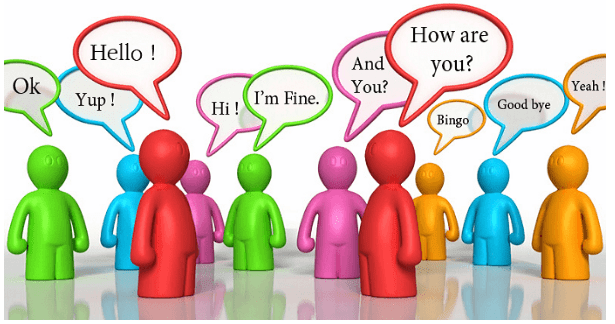 Ok
Yup !
Hello !
Hi !
I'm Fine.
And
You?
How are
you?
Bingo
Good bye
Yeah !